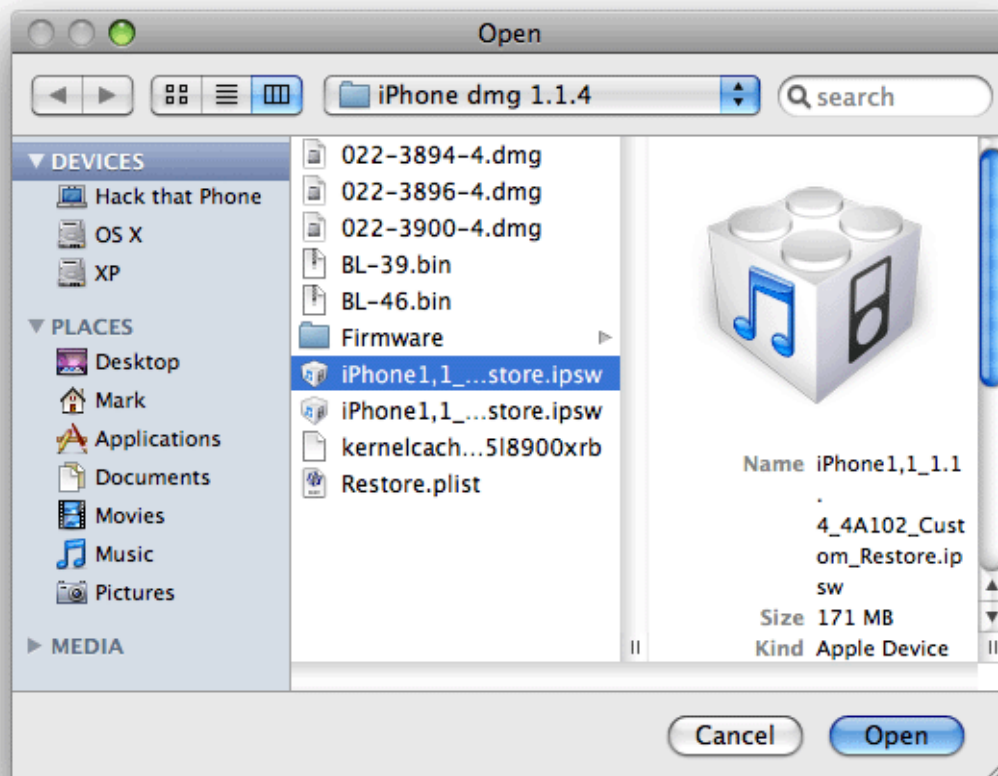 Open
iPhone dmg 1.1.4
search
DEVICES
Hack that Phone
OS X
XP
PLACES
Desktop
Mark
Applications
Documents
Movies
Music
Pictures
MEDIA
022-3894-4.dmg
022-3896-4.dmg
022-3900-4.dmg
BL-39.bin
BL-46.bin
Firmware
iPhone1,1_...store.ipsw
iPhone1,1_...store.ipsw
kernelcach...5l8900xrb
Restore.plist
Name iPhone1,1_1.1
.
4_4A102_Cust
om_Restore.ip
sw
Size 171 MB
Kind Apple Device
Cancel
Open